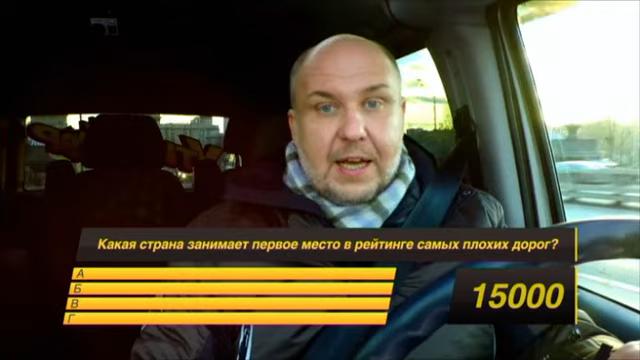 Какая страна занимает первое место в рейтинге самых плохих дорог?
А
Б
В
Г
15000